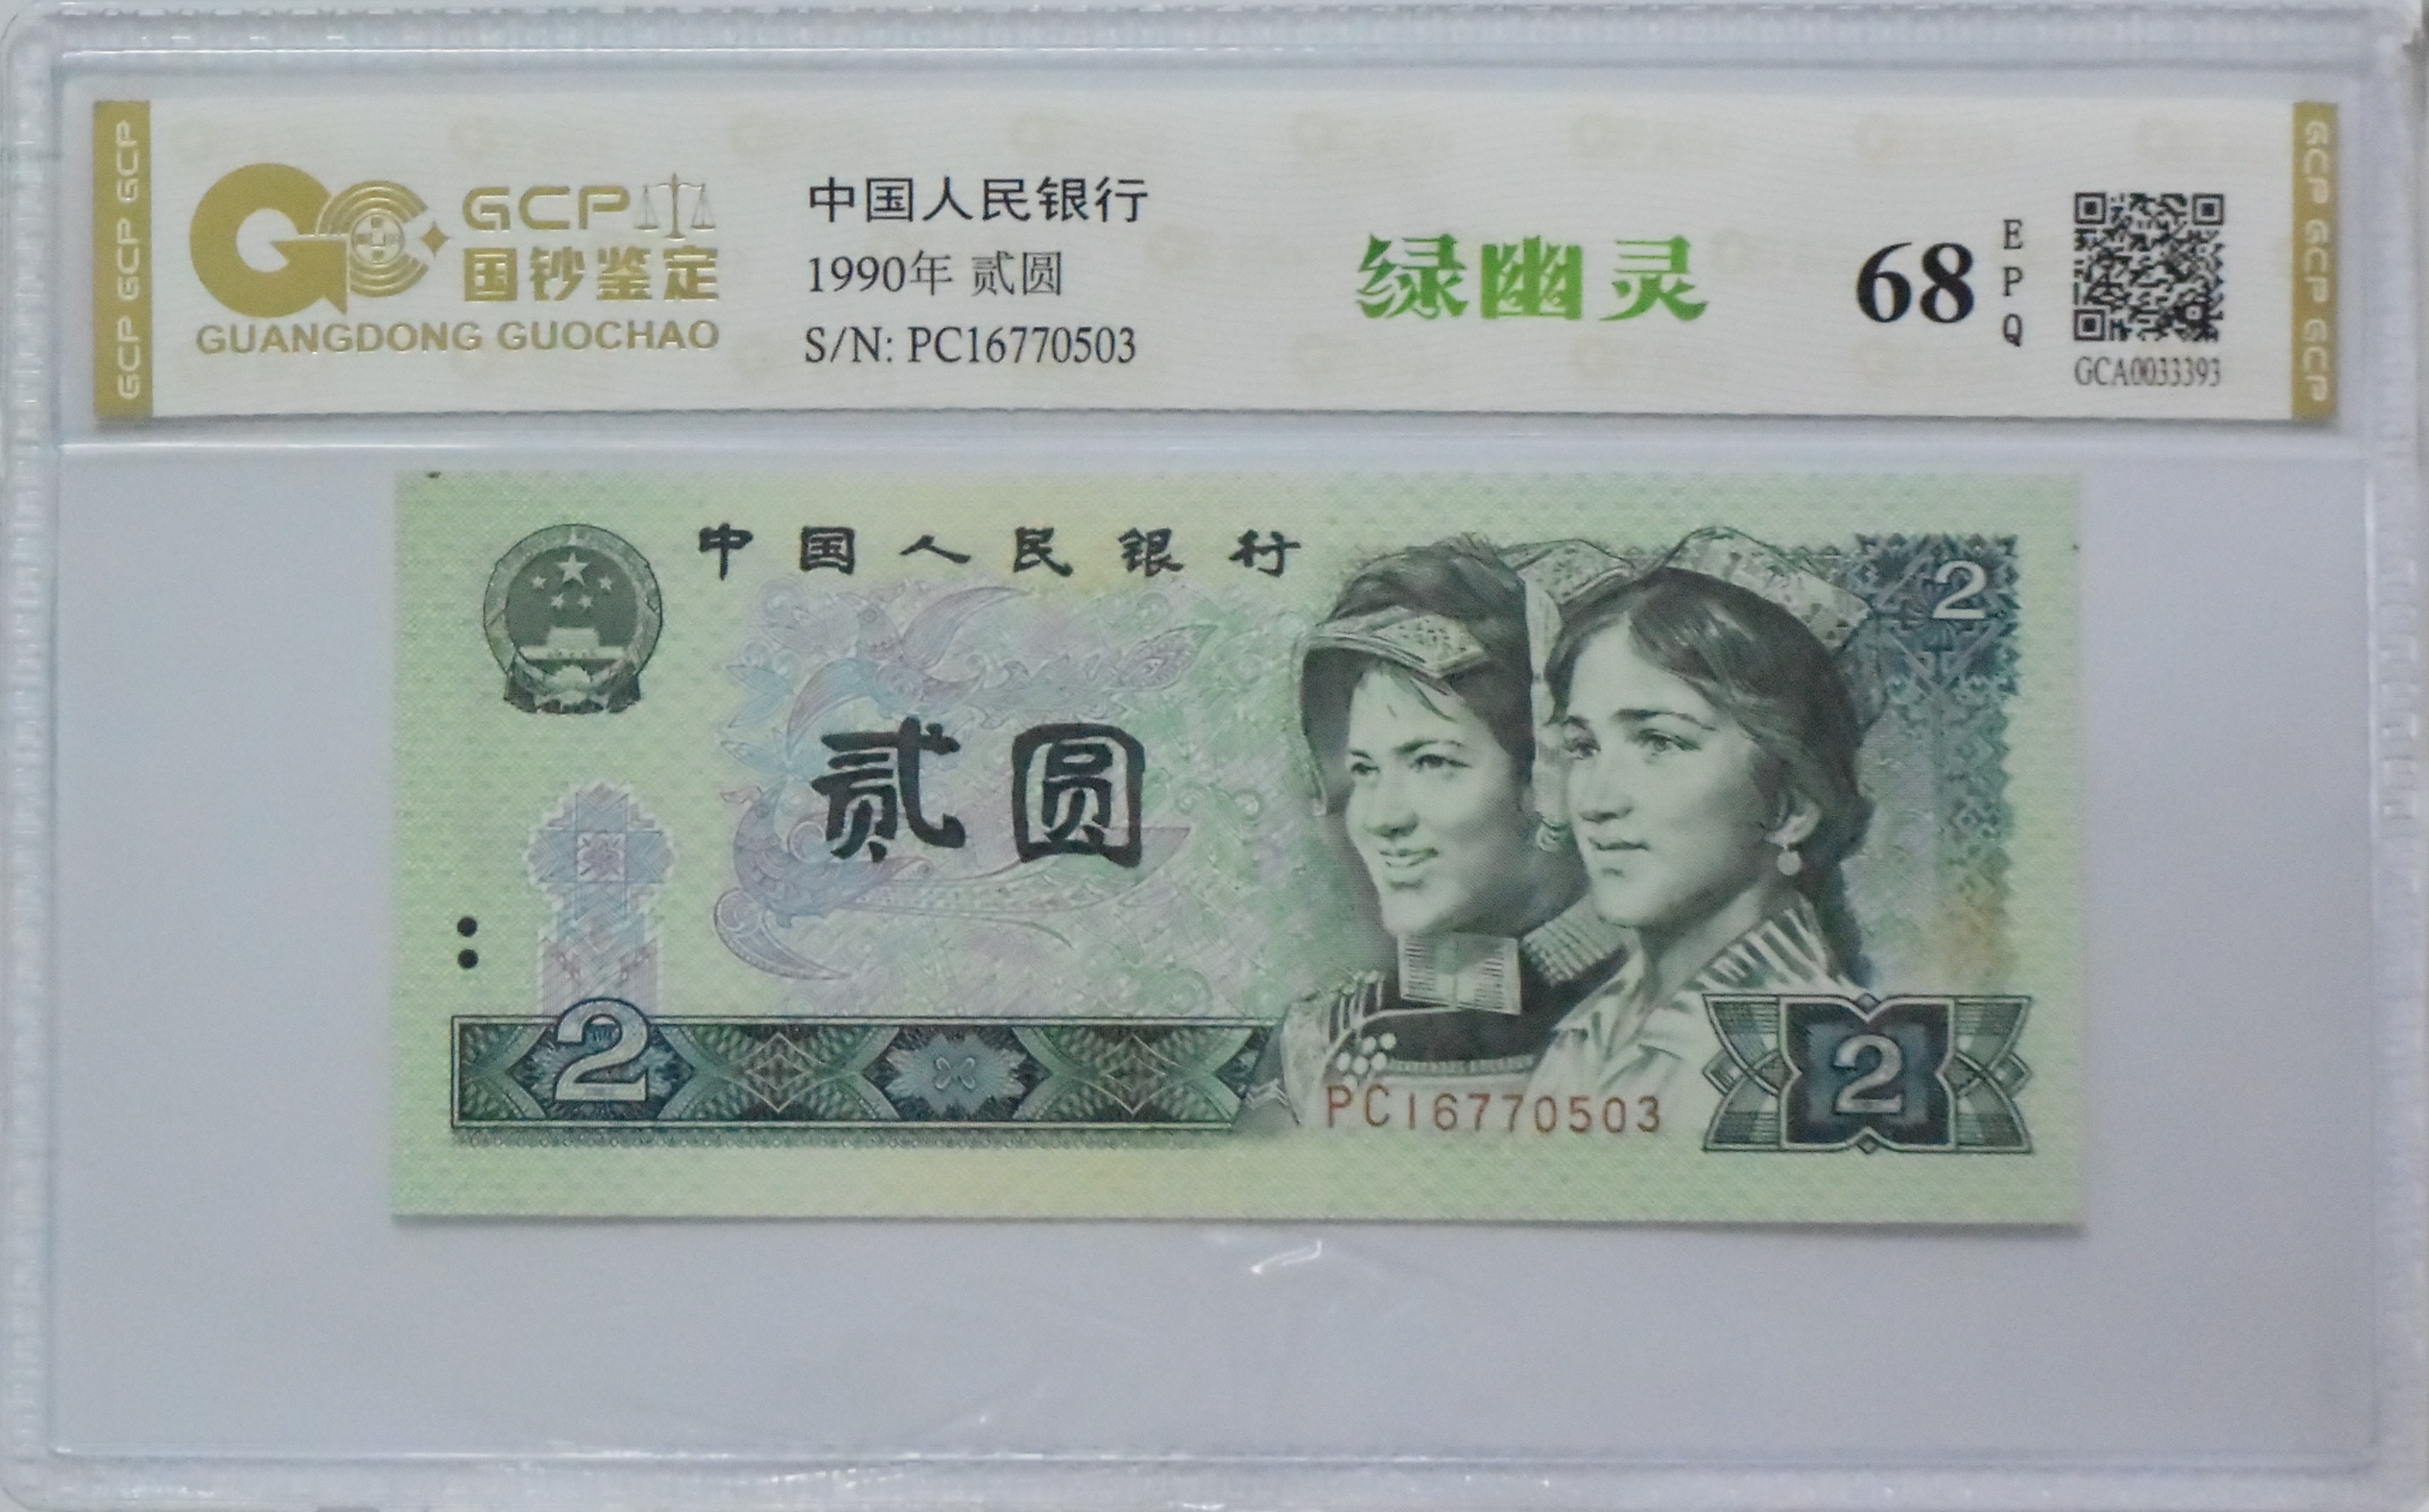 GCP GCP GCP
GCP
国钞鉴定
GUANGDONG GUOCHAO
中国人民银行
1990年 贰圆
S/N: PC16770503
绿幽灵
68
EPQ
GCA0033393
GCP GCP GCP
中国人民银行
2
贰圆
2
2
PC16770503